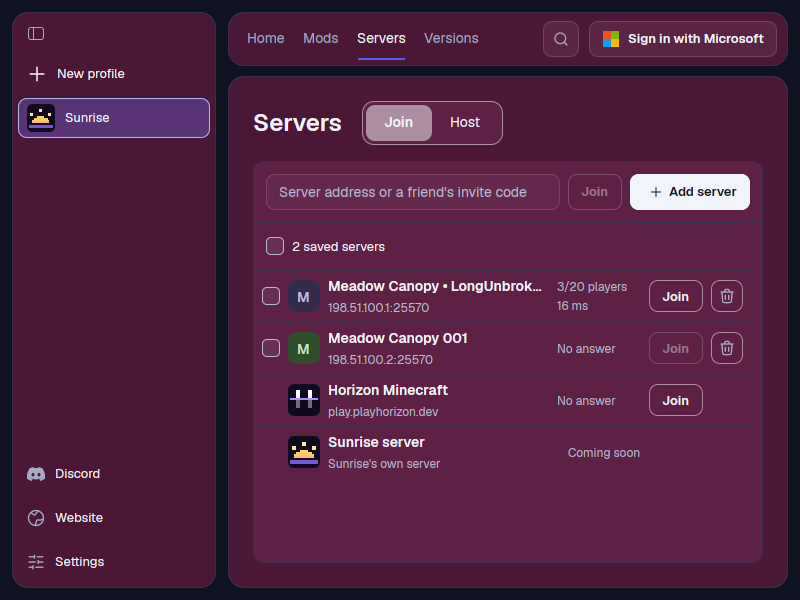 New profile
Sunrise
Discord
Website
Settings
Home Mods Servers Versions
Sign in with Microsoft
Servers
Join Host
Server address or a friend's invite code
Join
Add server
2 saved servers
M
Meadow Canopy • LongUnbrok...
198.51.100.1:25570
3/20 players
16 ms
Join
M
Meadow Canopy 001
198.51.100.2:25570
No answer
Join
Horizon Minecraft
play.playhorizon.dev
No answer
Join
Sunrise server
Sunrise's own server
Coming soon